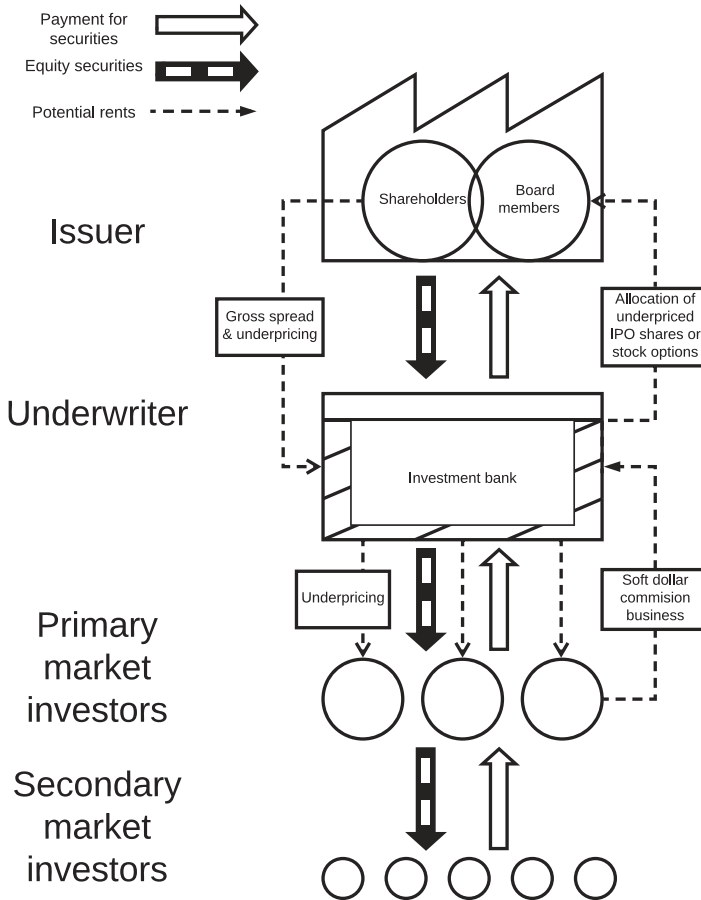 Payment for
securities
Equity securities
Potential rents
Issuer
Shareholders
Board
members
Gross spread
& underpricing
Allocation of
underpriced
IPO shares or
stock options
Underwriter
Investment bank
Underpricing
Soft dollar
commision
business
Primary
market
investors
Secondary
market
investors